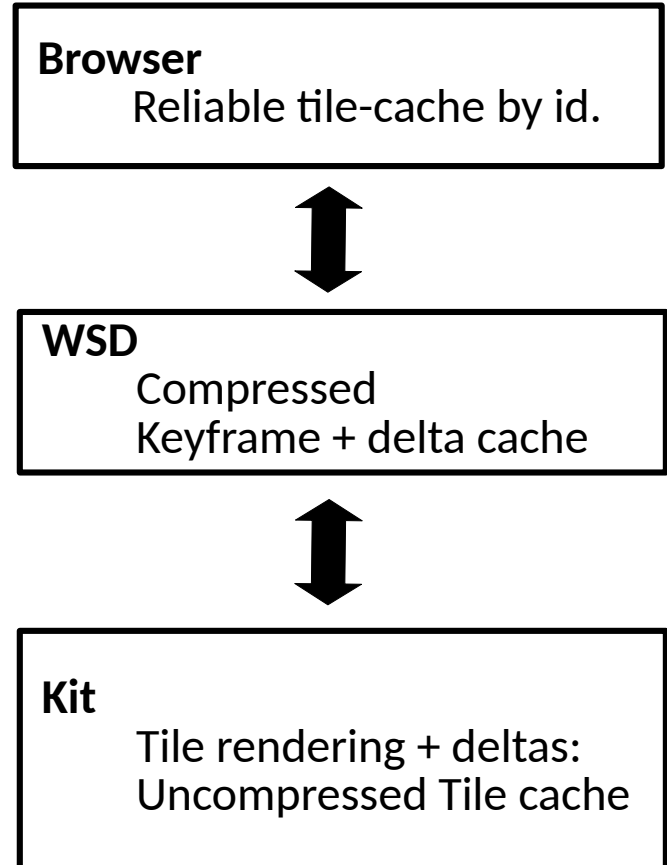 Browser
Reliable tile-cache by id.
WSD
Compressed
Keyframe + delta cache
Kit
Tile rendering + deltas:
Uncompressed Tile cache